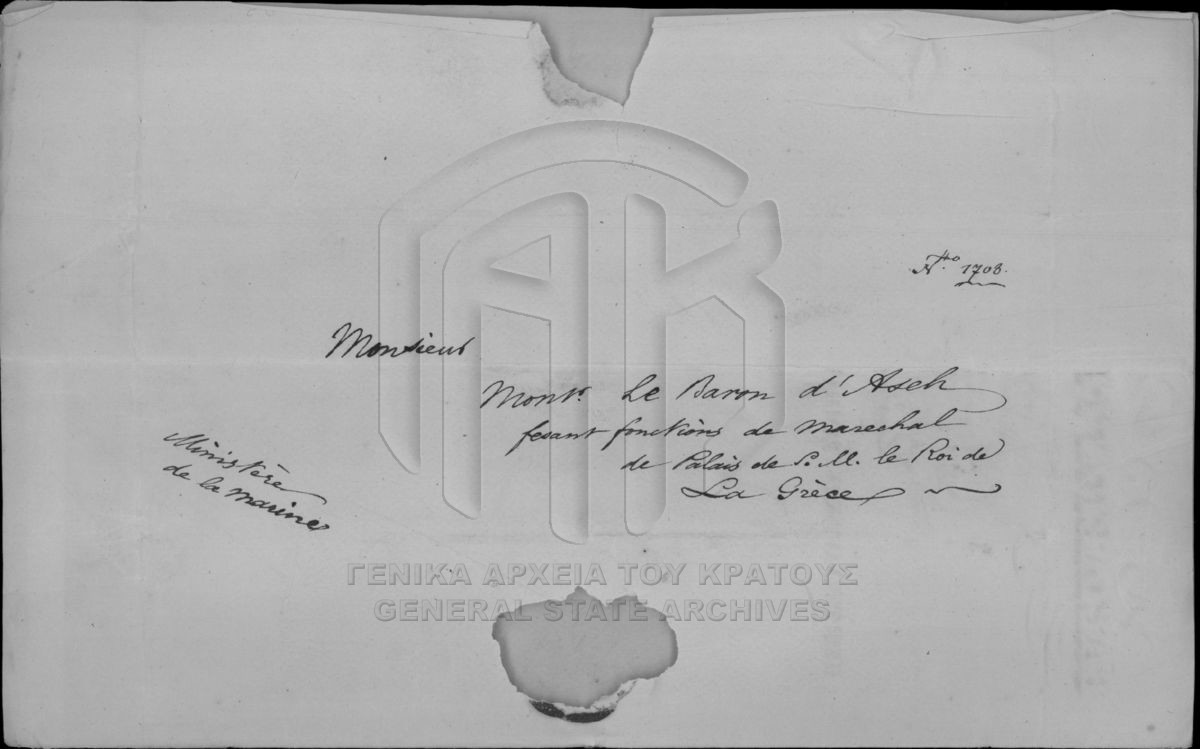 Nro. 1708.
Monsieur
Monsr. Le Baron d'Asch
fesant fonctions de Marechal
de Palais de S. M. le Roi de
La Grèce
Ministère
de la marine
ΓΕΝΙΚΑ ΑΡΧΕΙΑ ΤΟΥ ΚΡΑΤΟΥΣ
GENERAL STATE ARCHIVES